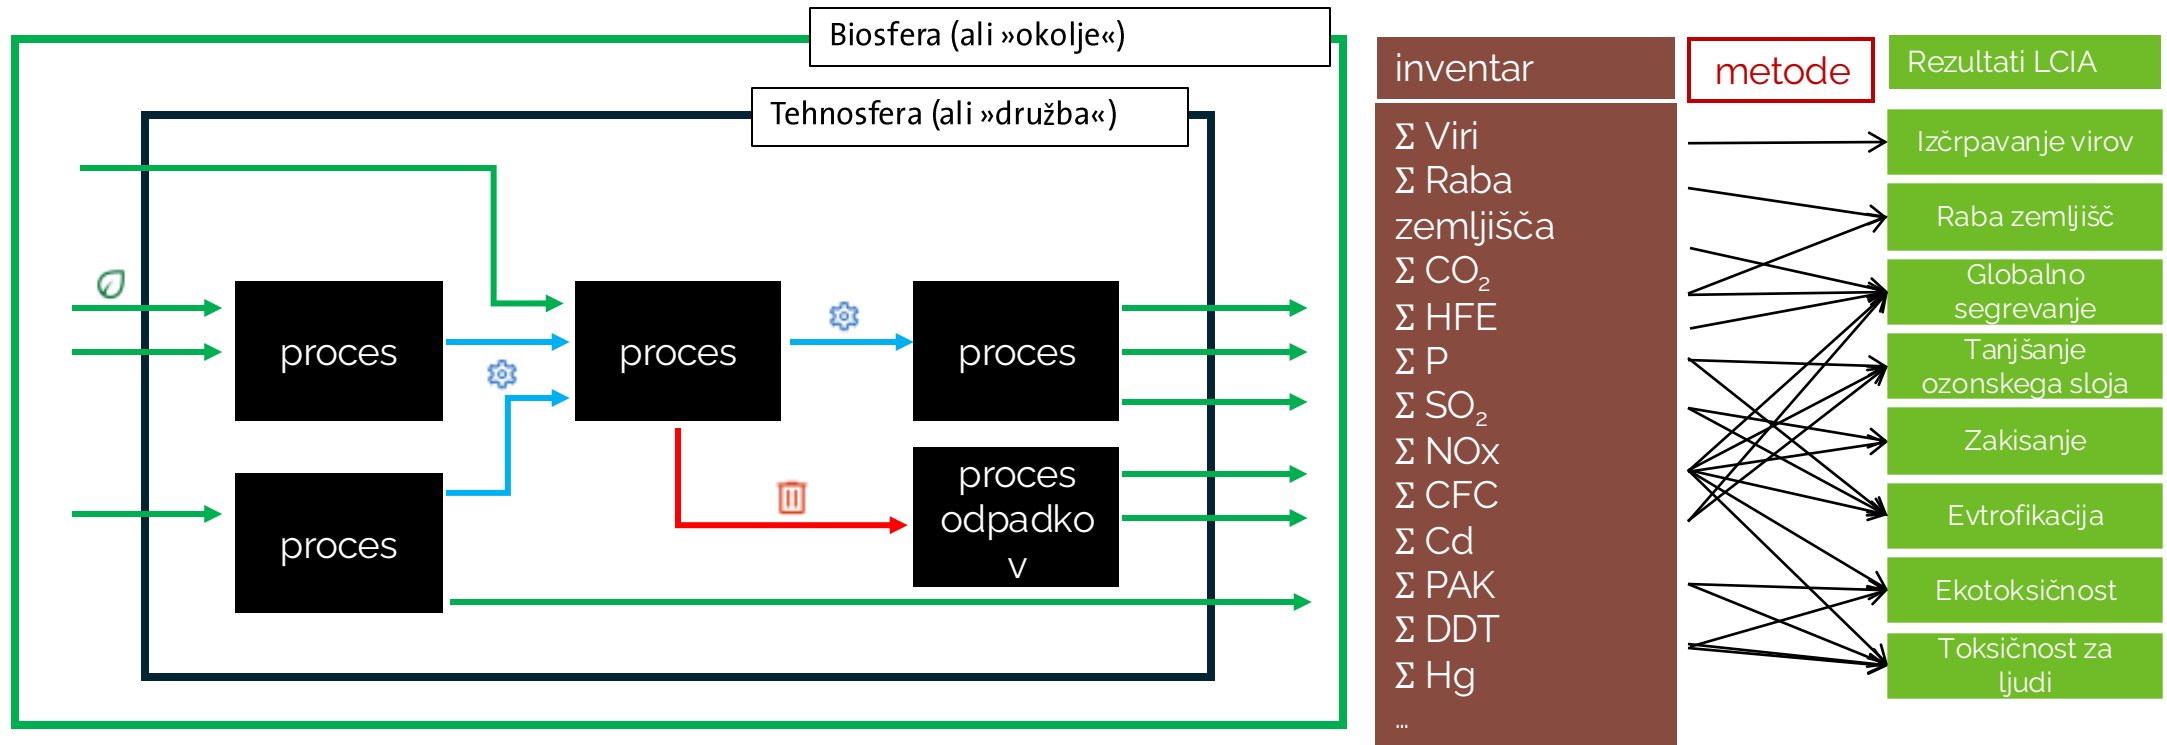 Biosfera (ali »okolje«)
Tehnosfera (ali »družba«)
proces
proces
proces
proces
proces
odpadko
v
inventar
Σ Viri
Σ Raba
zemljišča
Σ CO₂
Σ HFE
Σ P
Σ SO₂
Σ NOx
Σ CFC
Σ Cd
Σ PAK
Σ DDT
Σ Hg
...
metode
Rezultati LCIA
Izčrpavanje virov
Raba zemljišč
Globalno
segrevanje
Tanjšanje
ozonskega sloja
Zakisanje
Evtrofikacija
Ekotoksičnost
Toksičnost za
ljudi